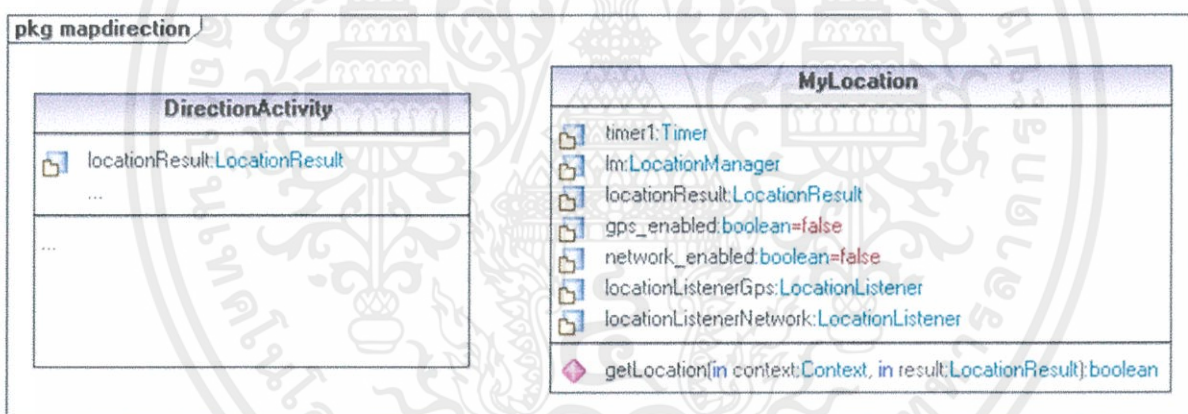 pkg mapdirection
DirectionActivity
locationResult:LocationResult
...
...
MyLocation
timer1:Timer
lm:LocationManager
locationResult:LocationResult
gps_enabled:boolean=false
network_enabled:boolean=false
locationListenerGps:LocationListener
locationListenerNetwork:LocationListener
getLocation(in context:Context, in result:LocationResult):boolean